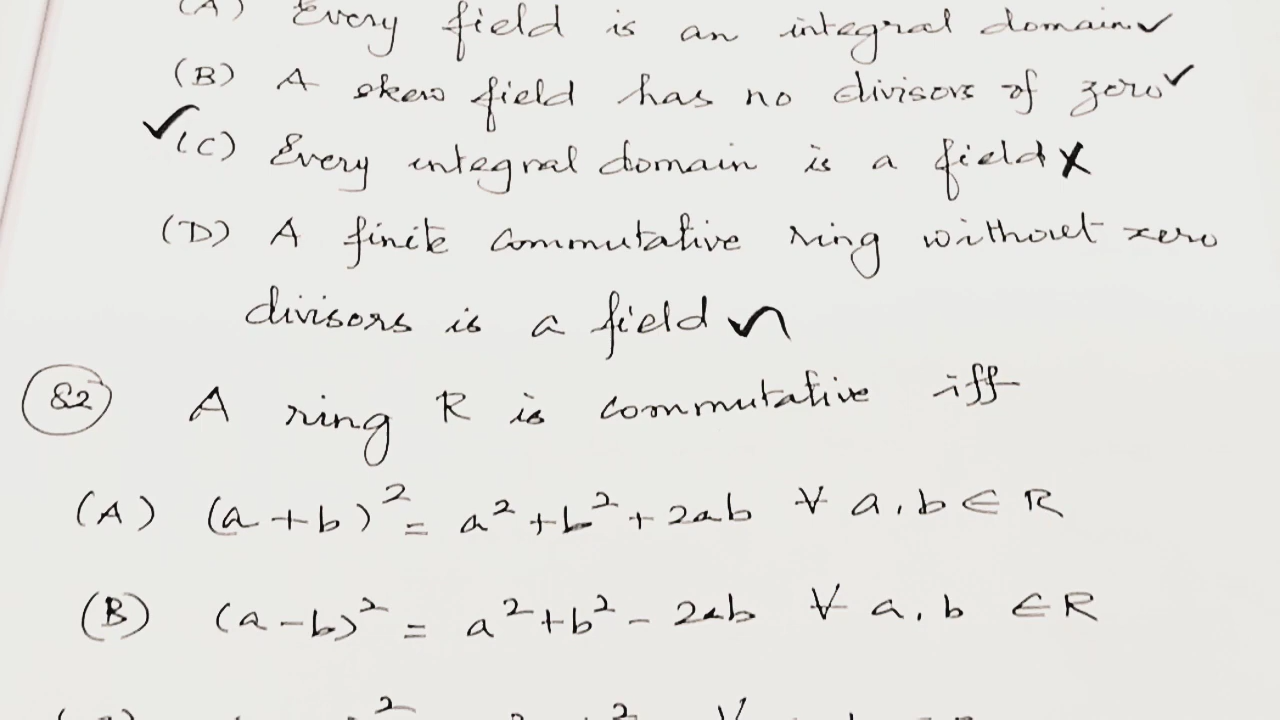 (A) Every field is an integral domain ✓
(B) A skew field has no divisors of zero ✓
✓(C) Every integral domain is a field X
(D) A finite commutative ring without zero
divisors is a field ✓
82 A ring R is commutative iff
(A) (a+b)² = a²+b²+2ab ∀ a,b ∈ R
(B) (a-b)² = a²+b²-2ab ∀ a,b ∈ R